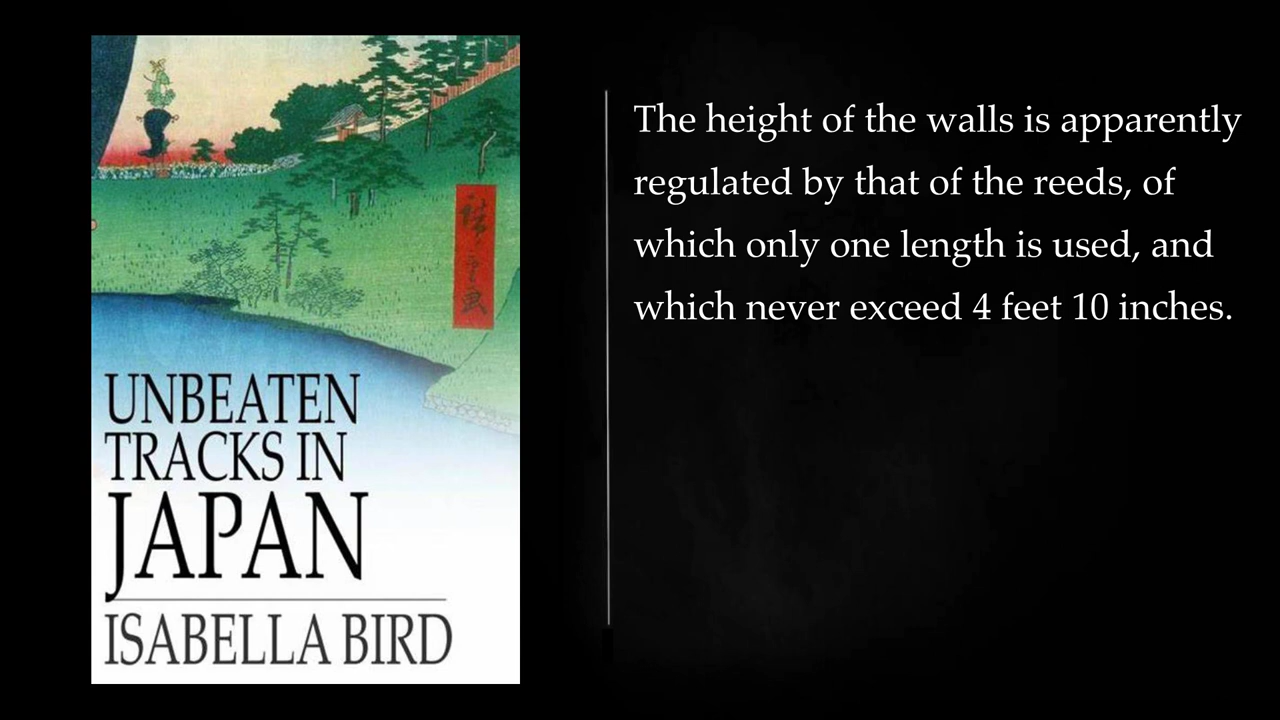 UNBEATEN
TRACKS IN
JAPAN
ISABELLA BIRD
The height of the walls is apparently
regulated by that of the reeds, of
which only one length is used, and
which never exceed 4 feet 10 inches.